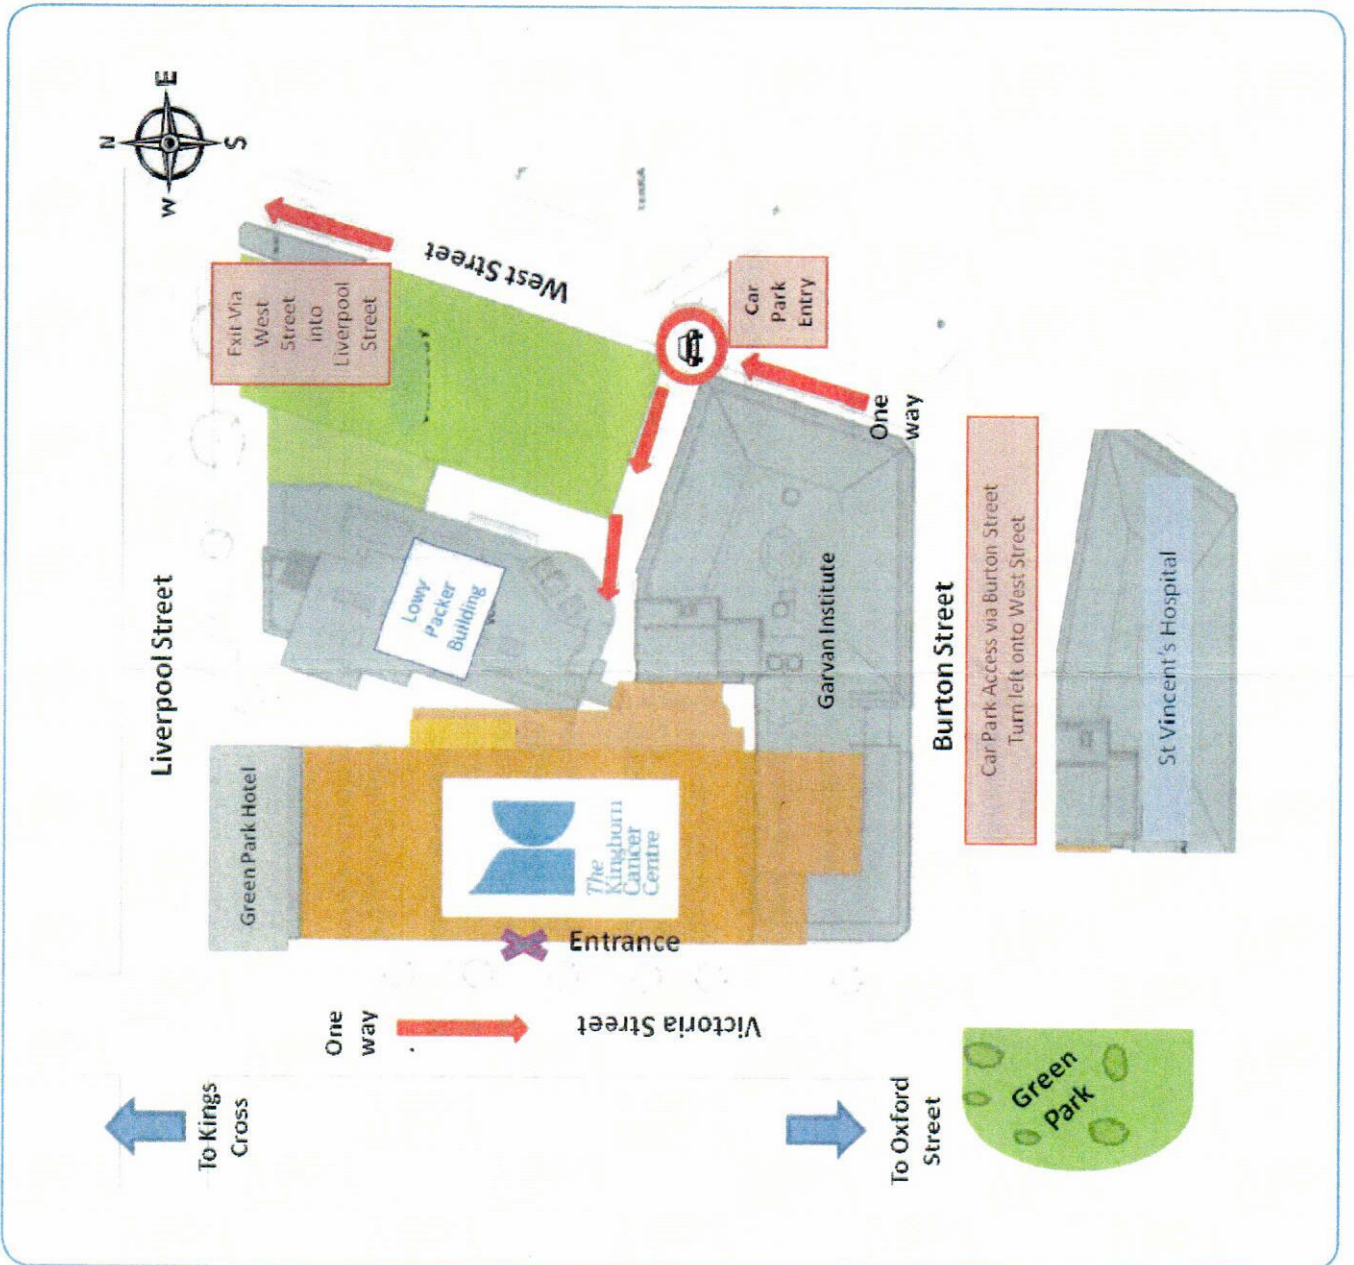 N
E
S
W
Exit Via
West
Street
into
Liverpool
Street
West Street
Car
Park
Entry
One
way
Liverpool Street
Lowy
Packer
Building
Garvan Institute
Burton Street
Car Park Access via Burton Street
Turn left onto West Street
St Vincent's Hospital
Green Park Hotel
The
Kinghorn
Cancer
Centre
Entrance
One
way
Victoria Street
To Kings
Cross
To Oxford
Street
Green
Park